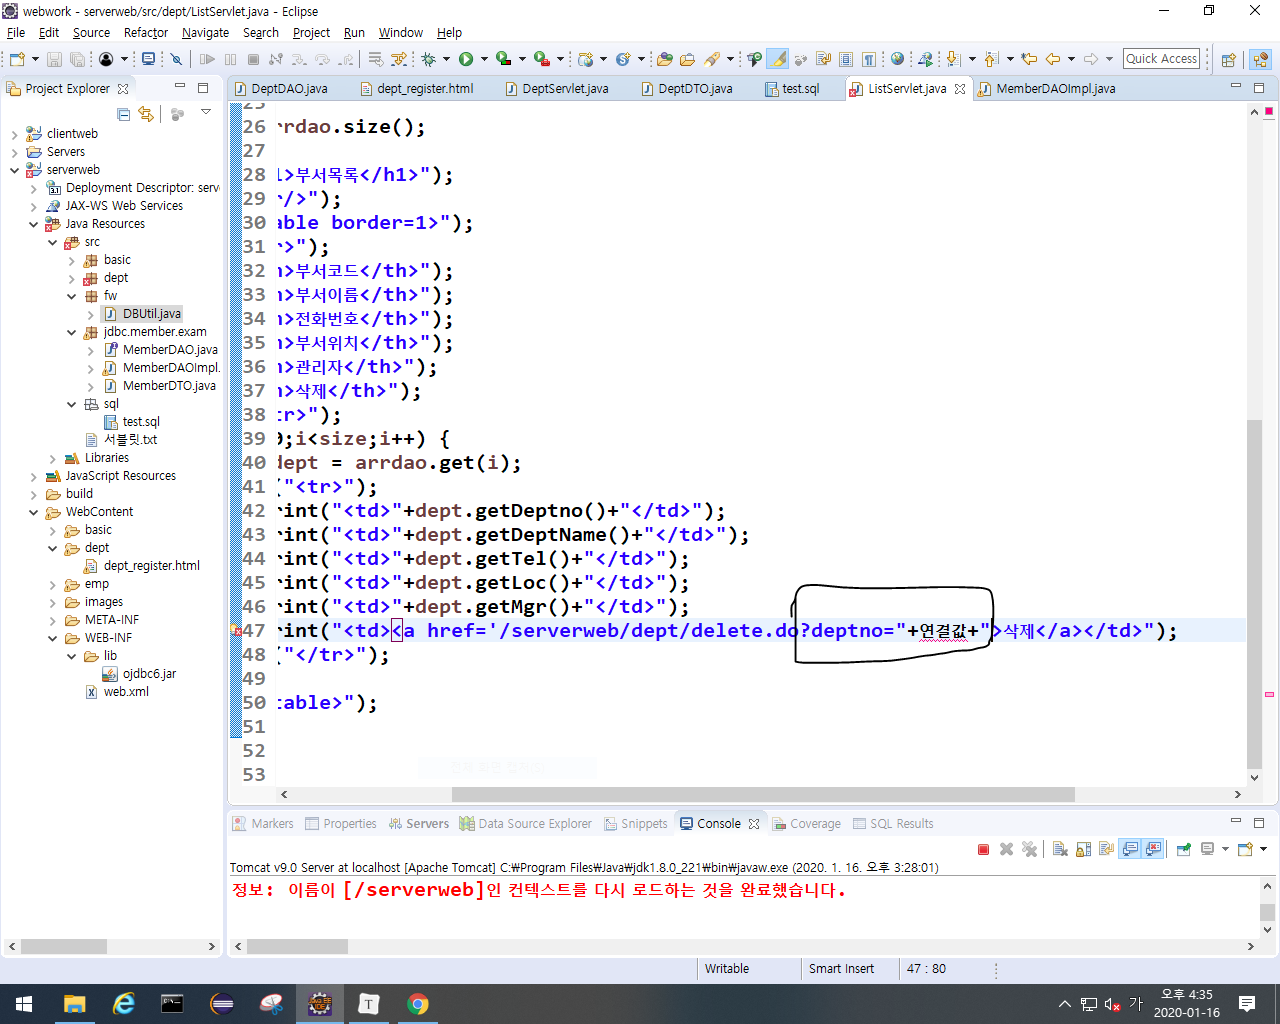 webwork - serverweb/src/dept/ListServlet.java - Eclipse
File Edit Source Refactor Navigate Search Project Run Window Help
Quick Access
Project Explorer
DeptDAO.java dept_register.html DeptServlet.java DeptDTO.java test.sql ListServlet.java MemberDAOImpl.java
clientweb
Servers
serverweb
Deployment Descriptor: serv
JAX-WS Web Services
Java Resources
src
basic
dept
fw
DBUtil.java
jdbc.member.exam
MemberDAO.java
MemberDAOImpl.
MemberDTO.java
sql
test.sql
서블릿.txt
Libraries
JavaScript Resources
build
WebContent
basic
dept
dept_register.html
emp
images
META-INF
WEB-INF
lib
ojdbc6.jar
web.xml
25
26 rrdao.size();
27
28 1>부서목록</h1>");
29 r/>");
30 able border=1>");
31 r>");
32 h>부서코드</th>");
33 h>부서이름</th>");
34 h>전화번호</th>");
35 h>부서위치</th>");
36 h>관리자</th>");
37 h>삭제</th>");
38 tr>");
39 0;i<size;i++) {
40 dept = arrdao.get(i);
41 ("<tr>");
42 rint("<td>"+dept.getDeptno()+"</td>");
43 rint("<td>"+dept.getDeptName()+"</td>");
44 rint("<td>"+dept.getTel()+"</td>");
45 rint("<td>"+dept.getLoc()+"</td>");
46 rint("<td>"+dept.getMgr()+"</td>");
47 rint("<td><a href='/serverweb/dept/delete.do?deptno="+연결값+">삭제</a></td>");
48 ("</tr>");
49
50 table>");
51
52
53
Markers Properties Servers Data Source Explorer Snippets Console Coverage SQL Results
Tomcat v9.0 Server at localhost [Apache Tomcat] C:₩Program Files₩Java₩jdk1.8.0_221₩bin₩javaw.exe (2020. 1. 16. 오후 3:28:01)
정보: 이름이 [/serverweb]인 컨텍스트를 다시 로드하는 것을 완료했습니다.
Writable Smart Insert 47 : 80
가 오후 4:35
2020-01-16